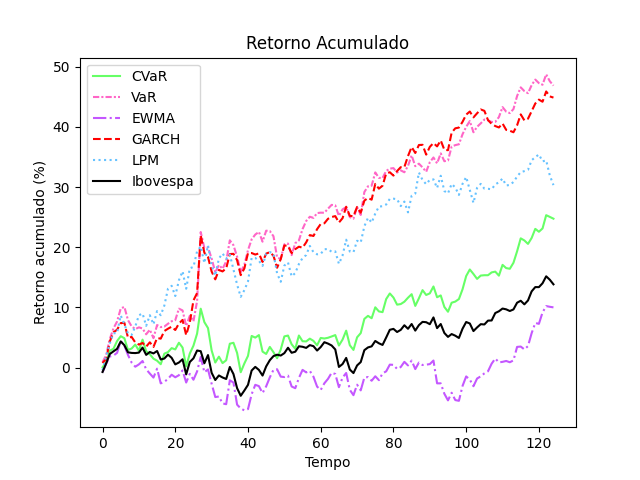 Retorno Acumulado
Retorno acumulado (%)
50
40
30
20
10
0
CVaR
VaR
EWMA
GARCH
LPM
Ibovespa
0 20 40 60 80 100 120
Tempo